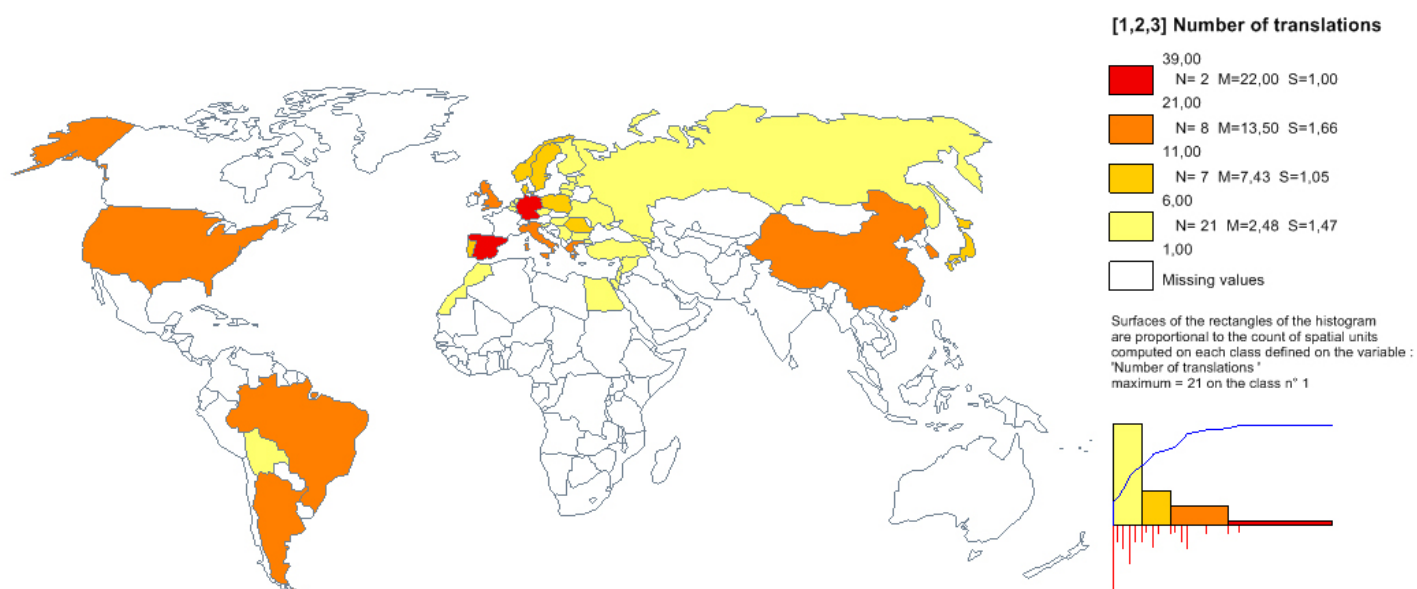 [1,2,3] Number of translations
39,00
N= 2 M=22,00 S=1,00
21,00
N= 8 M=13,50 S=1,66
11,00
N= 7 M=7,43 S=1,05
6,00
N= 21 M=2,48 S=1,47
1,00
Missing values
Surfaces of the rectangles of the histogram
are proportional to the count of spatial units
computed on each class defined on the variable :
'Number of translations '
maximum = 21 on the class n° 1